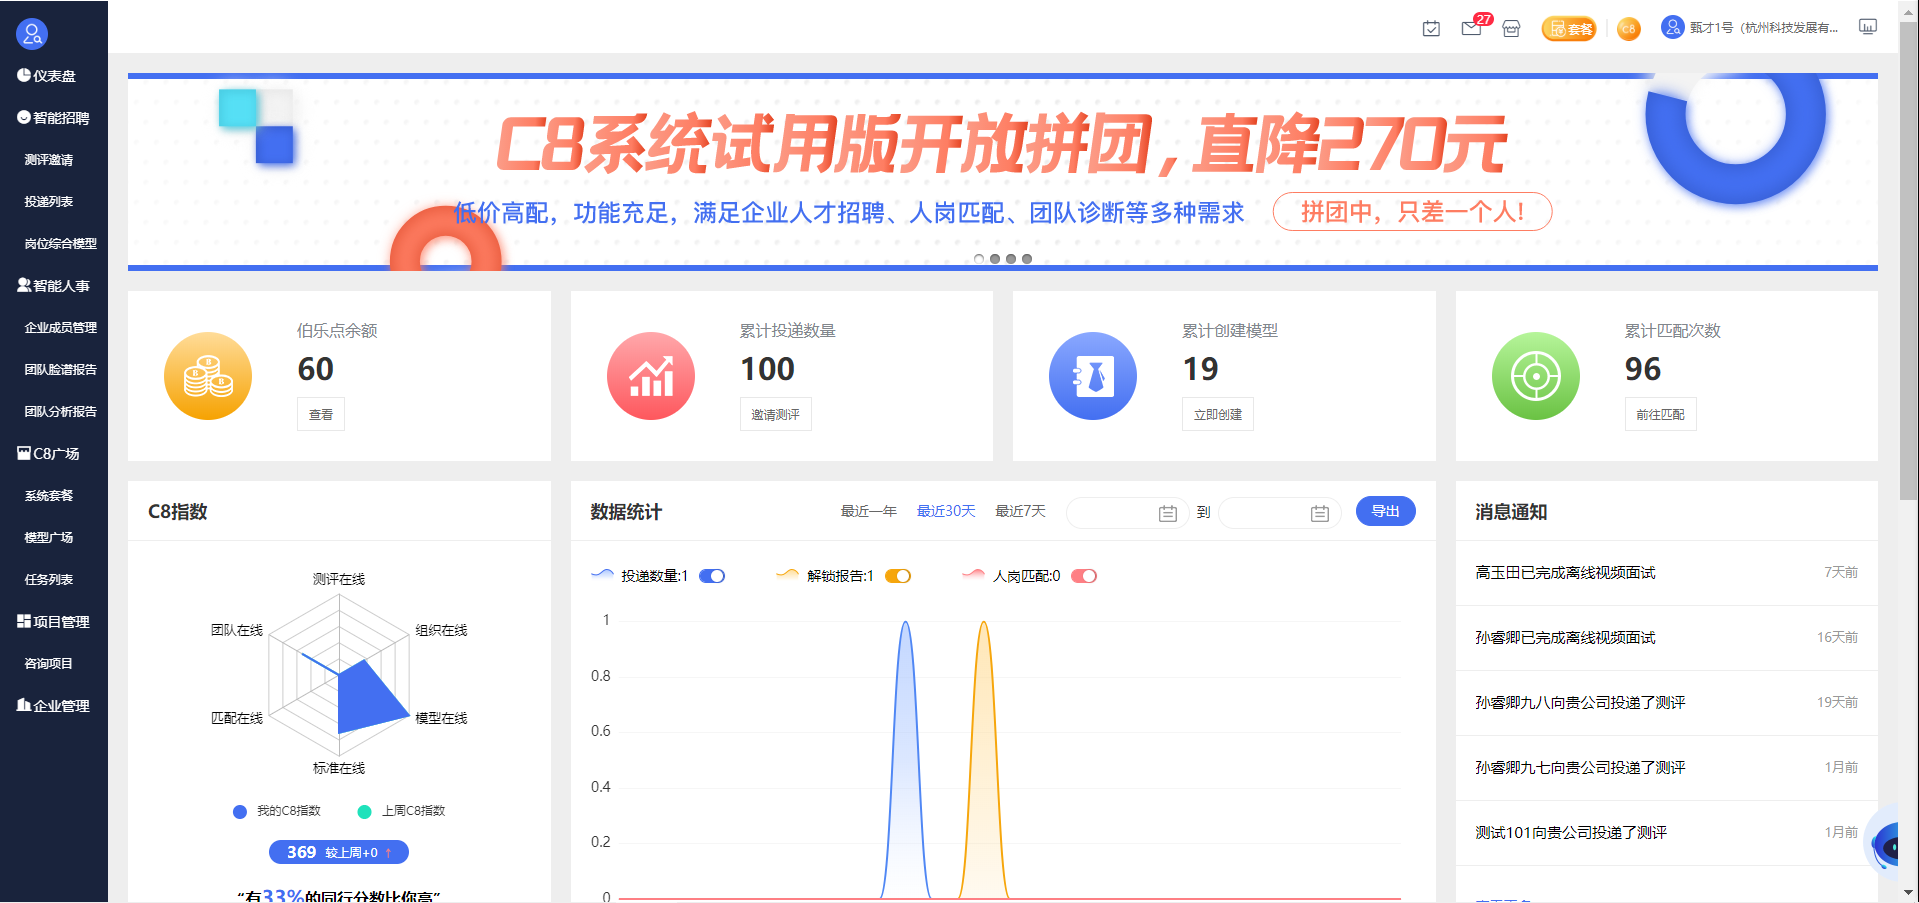 仪表盘
智能招聘
测评邀请
投递列表
岗位综合模型
智能人事
企业成员管理
团队脸谱报告
团队分析报告
C8广场
系统套餐
模型广场
任务列表
项目管理
咨询项目
企业管理
27
套餐
C8
甄才1号（杭州科技发展有...
C8系统试用版开放拼团，直降270元
低价高配，功能充足，满足企业人才招聘、人岗匹配、团队诊断等多种需求
拼团中，只差一个人!
伯乐点余额
60
查看
累计投递数量
100
邀请测评
累计创建模型
19
立即创建
累计匹配次数
96
前往匹配
C8指数
测评在线
团队在线
组织在线
匹配在线
模型在线
标准在线
我的C8指数
上周C8指数
369 较上周+0 ↑
“有33%的同行分数比你高”
数据统计
最近一年
最近30天
最近7天
到
导出
投递数量:1
解锁报告:1
人岗匹配:0
1
0.8
0.6
0.4
0.2
0
消息通知
高玉田已完成离线视频面试 7天前
孙睿卿已完成离线视频面试 16天前
孙睿卿九八向贵公司投递了测评 19天前
孙睿卿九七向贵公司投递了测评 1月前
测试101向贵公司投递了测评 1月前